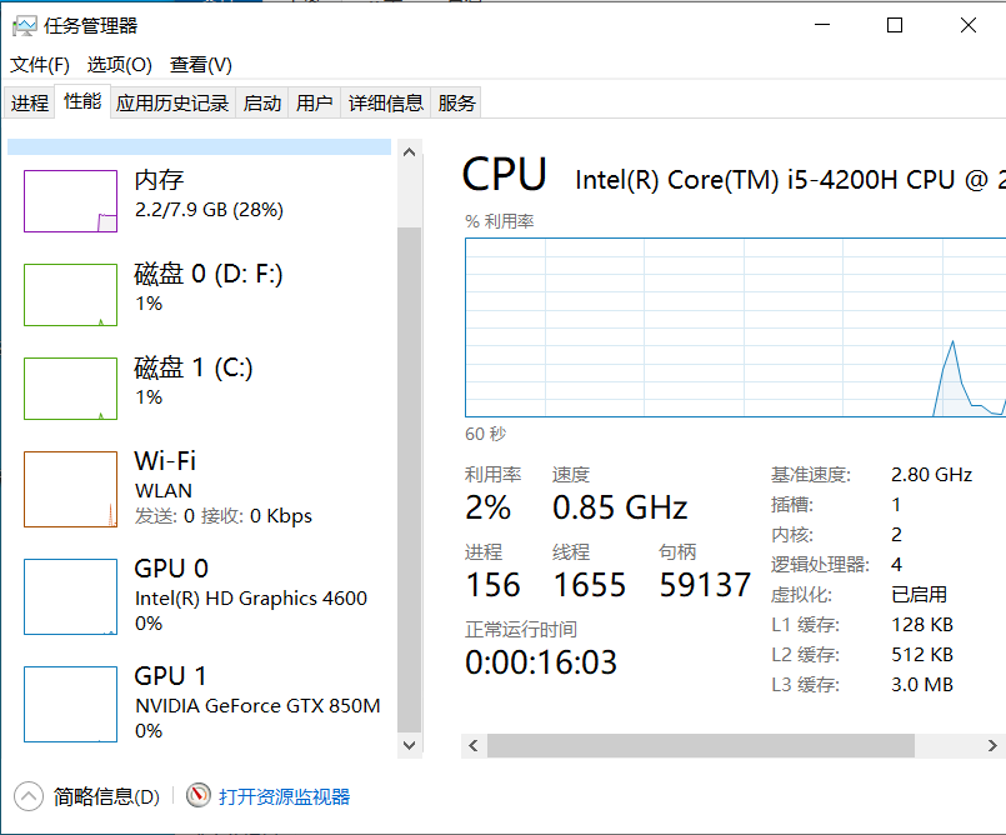 任务管理器
文件(F) 选项(O) 查看(V)
进程 性能 应用历史记录 启动 用户 详细信息 服务
内存
2.2/7.9 GB (28%)
磁盘 0 (D: F:)
1%
磁盘 1 (C:)
1%
Wi-Fi
WLAN
发送: 0 接收: 0 Kbps
GPU 0
Intel(R) HD Graphics 4600
0%
GPU 1
NVIDIA GeForce GTX 850M
0%
CPU Intel(R) Core(TM) i5-4200H CPU @ 2
% 利用率
60 秒
利用率 速度
2% 0.85 GHz
进程 线程 句柄
156 1655 59137
正常运行时间
0:00:16:03
基准速度: 2.80 GHz
插槽: 1
内核: 2
逻辑处理器: 4
虚拟化: 已启用
L1 缓存: 128 KB
L2 缓存: 512 KB
L3 缓存: 3.0 MB
简略信息(D) 打开资源监视器